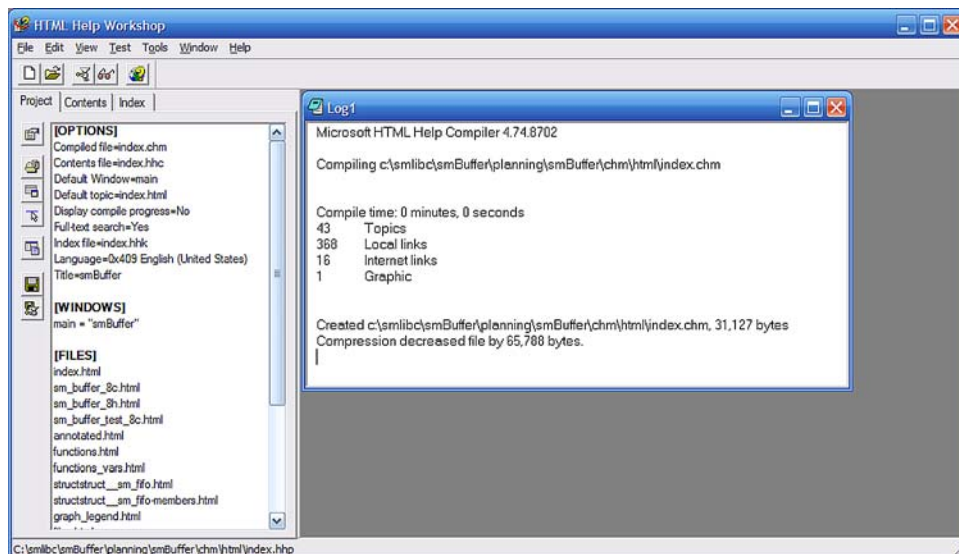 HTML Help Workshop
File Edit View Test Tools Window Help
Project Contents Index
[OPTIONS]
Compiled file=index.chm
Contents file=index.hhc
Default Window=main
Default topic=index.html
Display compile progress=No
Full-text search=Yes
Index file=index.hhk
Language=0x409 English (United States)
Title=smBuffer
[WINDOWS]
main = "smBuffer"
[FILES]
index.html
sm_buffer_8c.html
sm_buffer_8h.html
sm_buffer_test_8c.html
annotated.html
functions.html
functions_vars.html
structstruct__sm_fifo.html
structstruct__sm_fifo-members.html
graph_legend.html
Log1
Microsoft HTML Help Compiler 4.74.8702
Compiling c:\smlibc\smBuffer\planning\smBuffer\chm\html\index.chm
Compile time: 0 minutes, 0 seconds
43 Topics
368 Local links
16 Internet links
1 Graphic
Created c:\smlibc\smBuffer\planning\smBuffer\chm\html\index.chm, 31,127 bytes
Compression decreased file by 65,788 bytes.
C:\smlibc\smBuffer\planning\smBuffer\chm\html\index.hhp